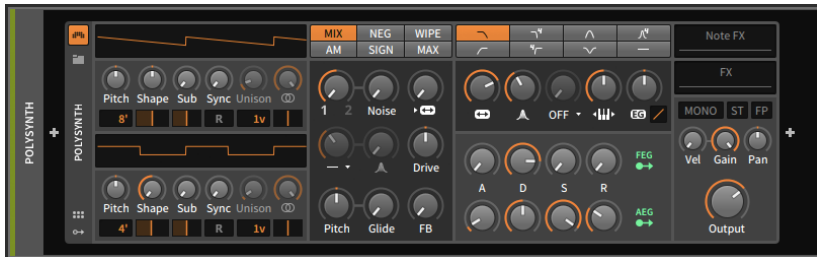 POLYSYNTH
POLYSYNTH
Pitch Shape Sub Sync Unison
8' R 1v
Pitch Shape Sub Sync Unison
4' R 1v
MIX NEG WIPE
AM SIGN MAX
1 2 Noise
Drive
Pitch Glide FB
OFF EG
A D S R
FEG
AEG
Note FX
FX
MONO ST FP
Vel Gain Pan
Output